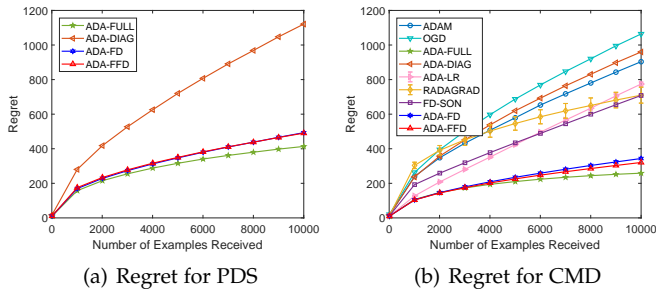 1200
1000
800
600
400
200
0
Regret
ADA-FULL
ADA-DIAG
ADA-FD
ADA-FFD
0 2000 4000 6000 8000 10000
Number of Examples Received
(a) Regret for PDS
1200
1000
800
600
400
200
0
Regret
ADAM
OGD
ADA-FULL
ADA-DIAG
ADA-LR
RADAGRAD
FD-SON
ADA-FD
ADA-FFD
0 2000 4000 6000 8000 10000
Number of Examples Received
(b) Regret for CMD